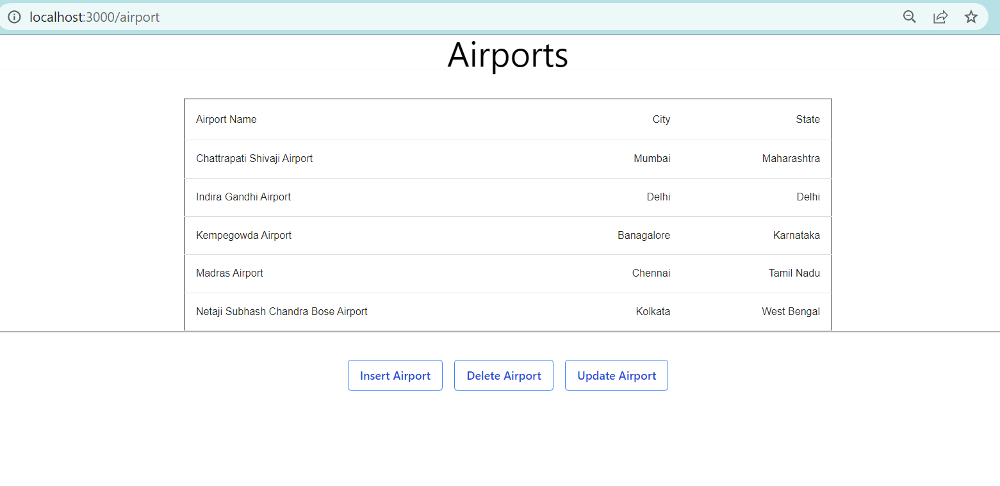 localhost:3000/airport
Airports
Airport Name City State
Chattrapati Shivaji Airport Mumbai Maharashtra
Indira Gandhi Airport Delhi Delhi
Kempegowda Airport Banagalore Karnataka
Madras Airport Chennai Tamil Nadu
Netaji Subhash Chandra Bose Airport Kolkata West Bengal
Insert Airport Delete Airport Update Airport